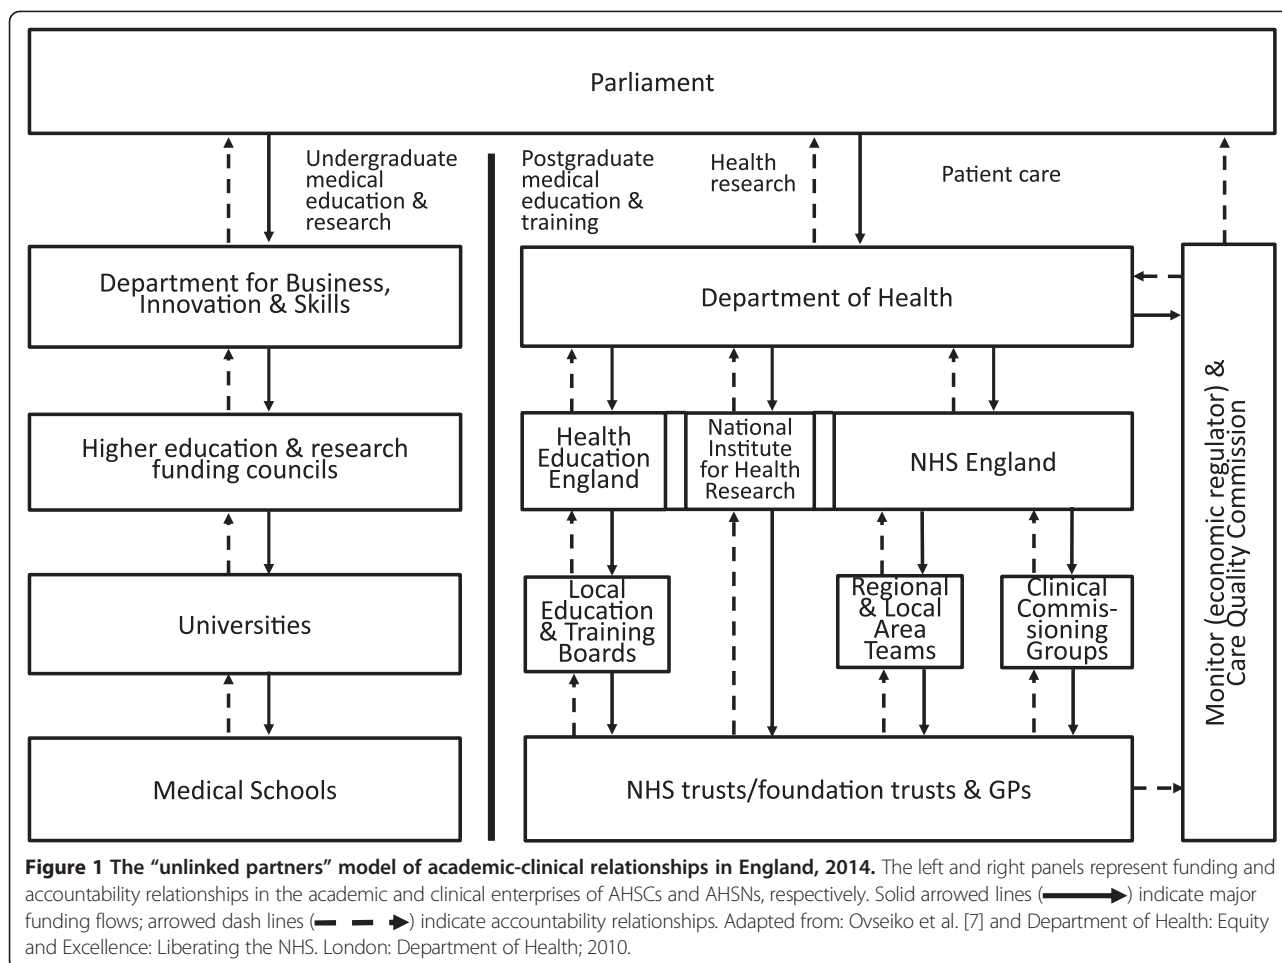 Parliament
Undergraduate
medical
education &
research
Postgraduate
medical
education &
training
Health
research
Patient care
Department for Business,
Innovation & Skills
Department of Health
Higher education & research
funding councils
Health
Education
England
National
Institute
for Health
Research
NHS England
Monitor (economic regulator) &
Care Quality Commission
Universities
Local
Education
& Training
Boards
Regional
& Local
Area
Teams
Clinical
Commis-
sioning
Groups
Medical Schools
NHS trusts/foundation trusts & GPs
Figure 1 The “unlinked partners” model of academic-clinical relationships in England, 2014. The left and right panels represent funding and
accountability relationships in the academic and clinical enterprises of AHSCs and AHSNs, respectively. Solid arrowed lines () indicate major
funding flows; arrowed dash lines () indicate accountability relationships. Adapted from: Ovseiko et al. [7] and Department of Health: Equity
and Excellence: Liberating the NHS. London: Department of Health; 2010.